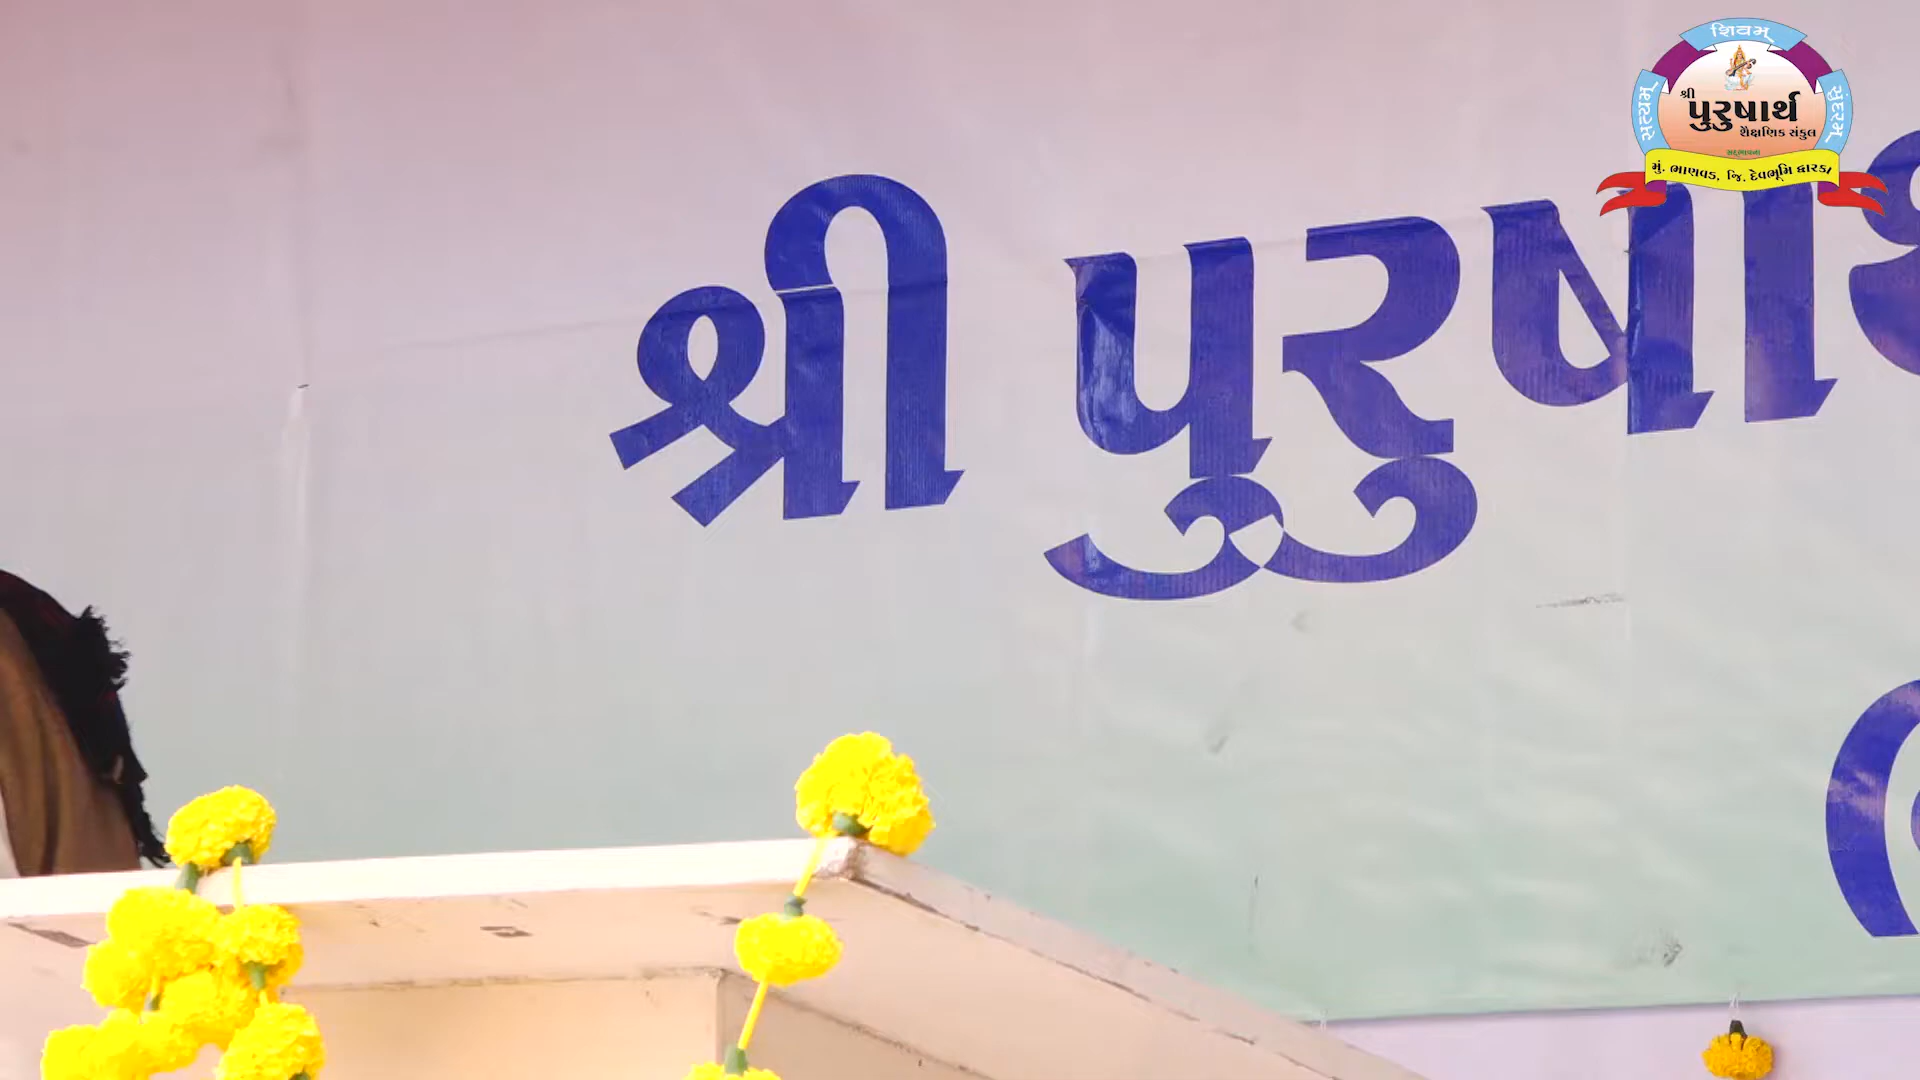 શિવમ્
સત્યમ્
સુંદરમ્
શ્રી
પુરુષાર્થ
શૈક્ષણિક સંકુલ
મું. ભાણવડ, જિ. દેવભૂમિ દ્વારકા
શ્રી પુરુષાર્થ